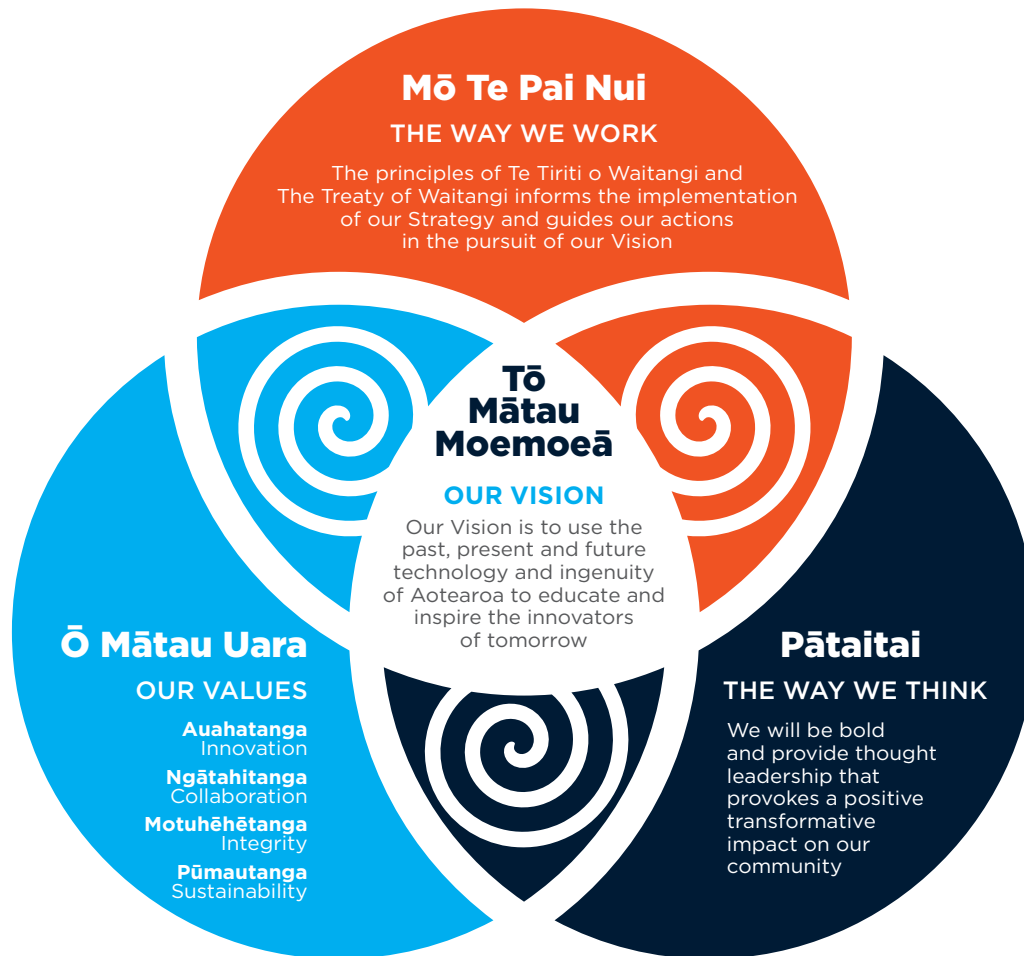 Mō Te Pai Nui
THE WAY WE WORK
The principles of Te Tiriti o Waitangi and
The Treaty of Waitangi informs the implementation
of our Strategy and guides our actions
in the pursuit of our Vision
Tō
Mātau
Moemoeā
OUR VISION
Our Vision is to use the
past, present and future
technology and ingenuity
of Aotearoa to educate and
inspire the innovators
of tomorrow
Ō Mātau Uara
OUR VALUES
Auahatanga
Innovation
Ngātahitanga
Collaboration
Motuhēhētanga
Integrity
Pūmautanga
Sustainability
Pātaitai
THE WAY WE THINK
We will be bold
and provide thought
leadership that
provokes a positive
transformative
impact on our
community